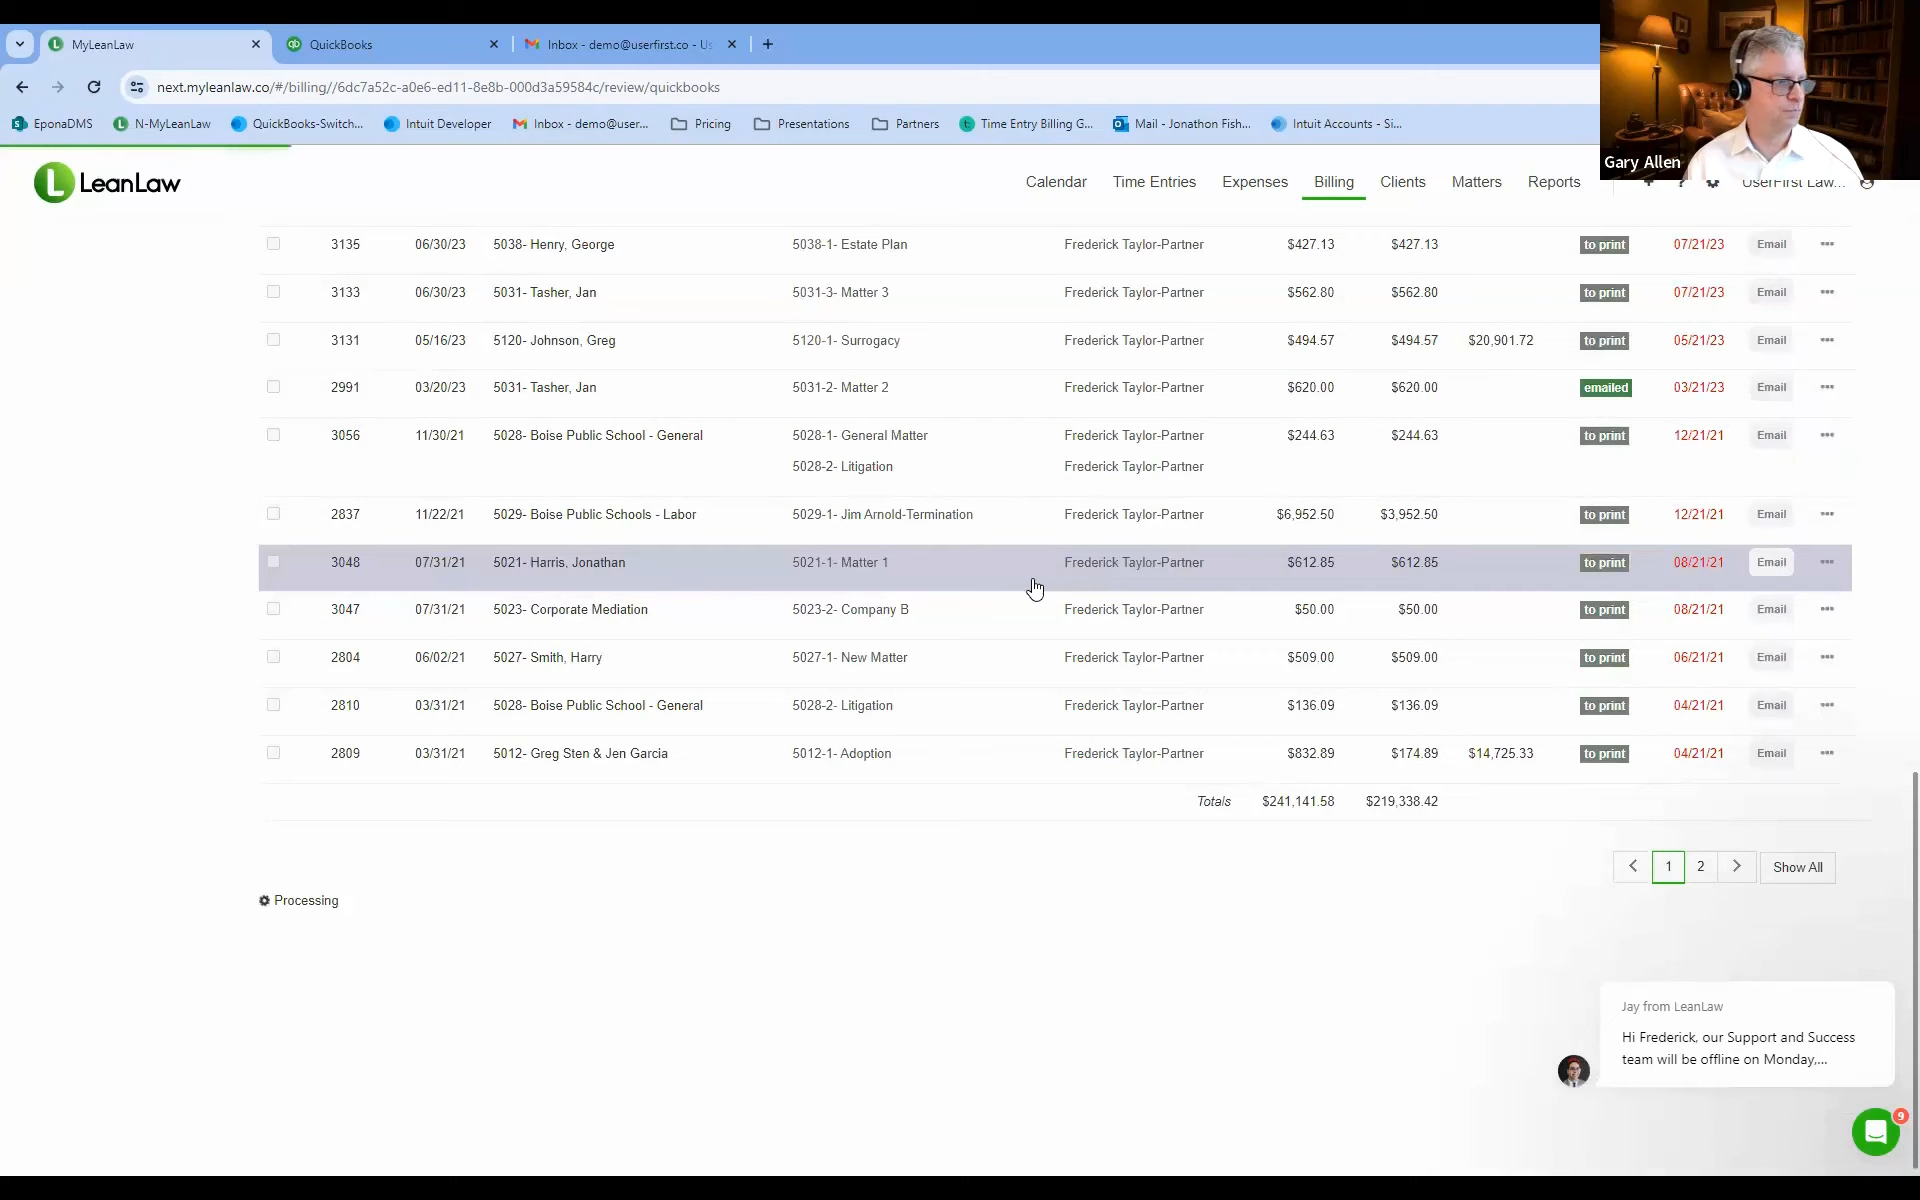 MyLeanLaw
QuickBooks
Inbox - demo@userfirst.co - Us
next.myleanlaw.co/#/billing//6dc7a52c-a0e6-ed11-8e8b-000d3a59584c/review/quickbooks
EponaDMS N-MyLeanLaw QuickBooks-Switch... Intuit Developer Inbox - demo@user... Pricing Presentations Partners Time Entry Billing G... Mail - Jonathon Fish... Intuit Accounts - Si...
Gary Allen
L LeanLaw Calendar Time Entries Expenses Billing Clients Matters Reports + ? UserFirst Law...
3135 06/30/23 5038- Henry, George 5038-1- Estate Plan Frederick Taylor-Partner $427.13 $427.13 to print 07/21/23 Email
3133 06/30/23 5031- Tasher, Jan 5031-3- Matter 3 Frederick Taylor-Partner $562.80 $562.80 to print 07/21/23 Email
3131 05/16/23 5120- Johnson, Greg 5120-1- Surrogacy Frederick Taylor-Partner $494.57 $494.57 $20,901.72 to print 05/21/23 Email
2991 03/20/23 5031- Tasher, Jan 5031-2- Matter 2 Frederick Taylor-Partner $620.00 $620.00 emailed 03/21/23 Email
3056 11/30/21 5028- Boise Public School - General 5028-1- General Matter Frederick Taylor-Partner $244.63 $244.63 to print 12/21/21 Email
5028-2- Litigation Frederick Taylor-Partner
2837 11/22/21 5029- Boise Public Schools - Labor 5029-1- Jim Arnold-Termination Frederick Taylor-Partner $6,952.50 $3,952.50 to print 12/21/21 Email
3048 07/31/21 5021- Harris, Jonathan 5021-1- Matter 1 Frederick Taylor-Partner $612.85 $612.85 to print 08/21/21 Email
3047 07/31/21 5023- Corporate Mediation 5023-2- Company B Frederick Taylor-Partner $50.00 $50.00 to print 08/21/21 Email
2804 06/02/21 5027- Smith, Harry 5027-1- New Matter Frederick Taylor-Partner $509.00 $509.00 to print 06/21/21 Email
2810 03/31/21 5028- Boise Public School - General 5028-2- Litigation Frederick Taylor-Partner $136.09 $136.09 to print 04/21/21 Email
2809 03/31/21 5012- Greg Sten & Jen Garcia 5012-1- Adoption Frederick Taylor-Partner $832.89 $174.89 $14,725.33 to print 04/21/21 Email
Totals $241,141.58 $219,338.42
1 2 Show All
Processing
Jay from LeanLaw
Hi Frederick, our Support and Success
team will be offline on Monday,...
9